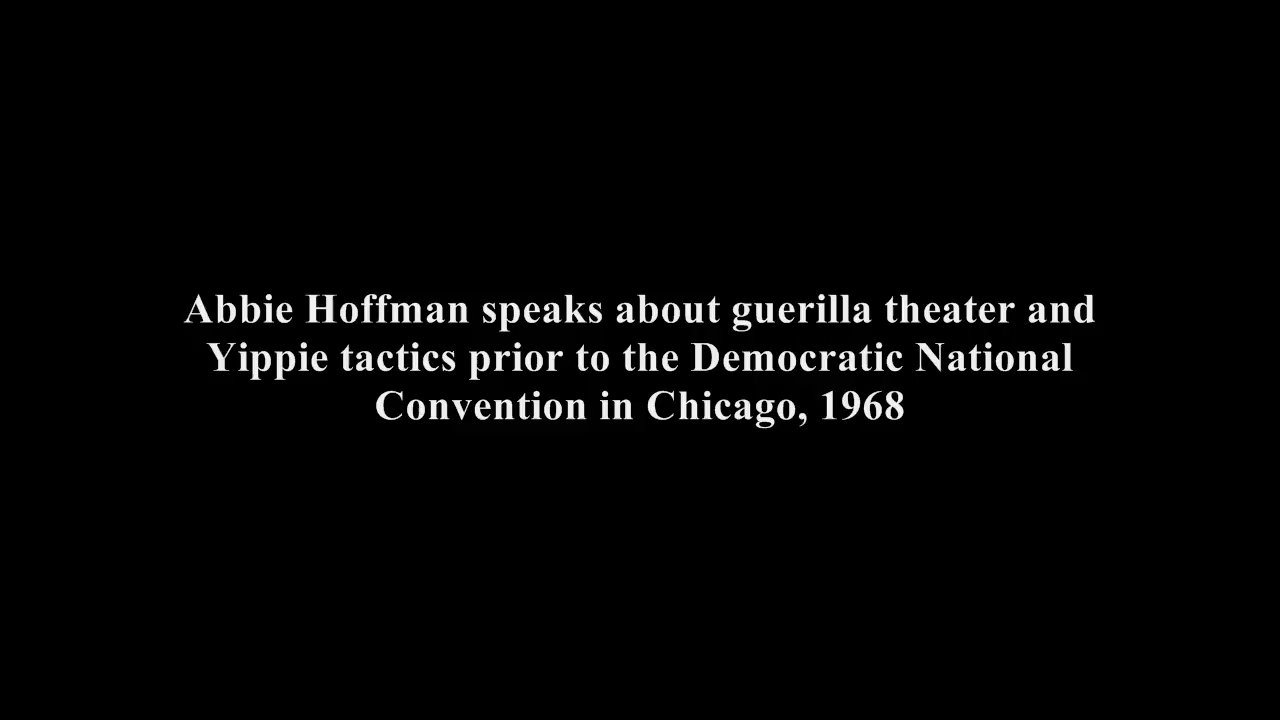 Abbie Hoffman speaks about guerilla theater and
Yippie tactics prior to the Democratic National
Convention in Chicago, 1968